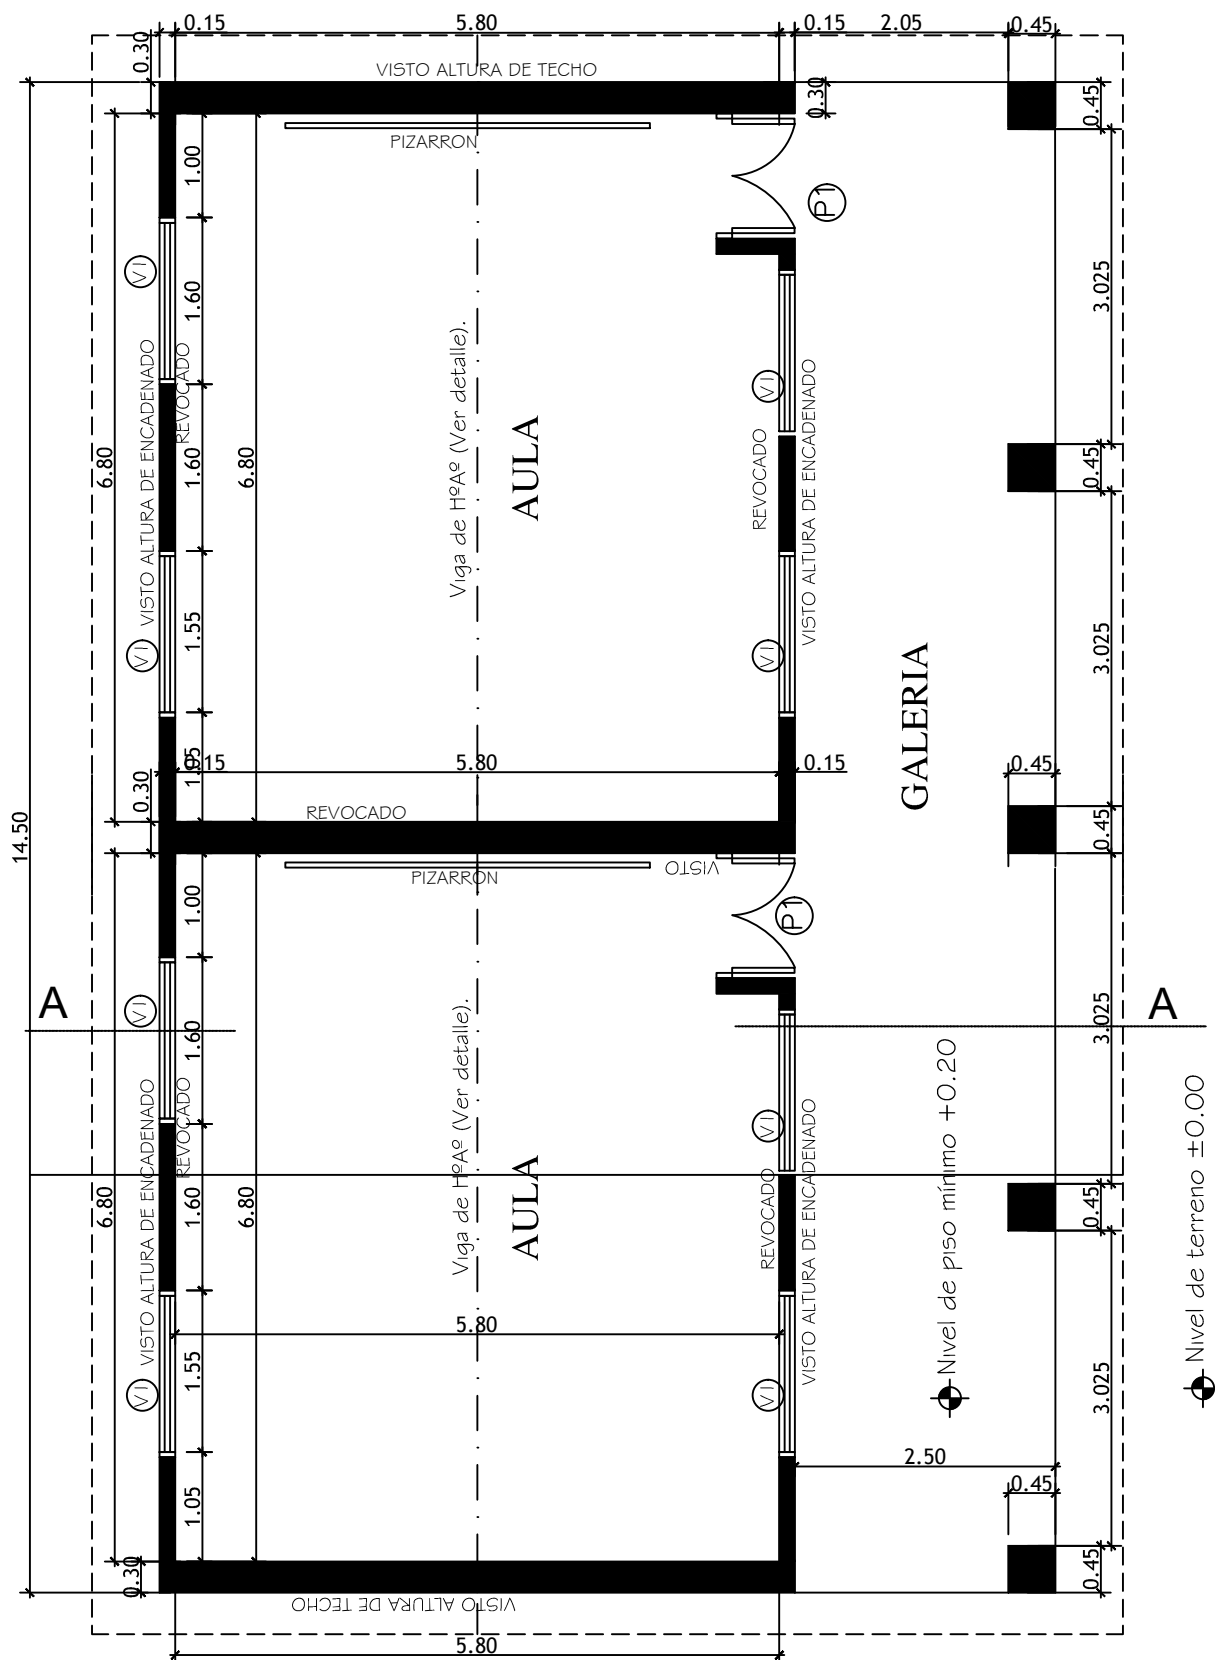 0.15
5.80
0.15
2.05
0.45
0.30
VISTO ALTURA DE TECHO
0.30
0.45
PIZARRON
1.00
P1
V1
1.60
3.025
REVOCADO
VISTO ALTURA DE ENCADENADO
Viga de HºAº (Ver detalle).
V1
VISTO ALTURA DE ENCADENADO
6.80
1.60
6.80
AULA
REVOCADO
0.45
1.55
V1
V1
3.025
GALERIA
1.05
0.15
5.80
0.15
0.45
0.30
REVOCADO
0.45
14.50
PIZARRON
VISTO
1.00
P1
A
V1
1.60
A
3.025
REVOCADO
VISTO ALTURA DE ENCADENADO
Viga de HºAº (Ver detalle).
V1
VISTO ALTURA DE ENCADENADO
Nivel de piso mínimo +0.20
Nivel de terreno ±0.00
6.80
1.60
6.80
AULA
REVOCADO
0.45
5.80
1.55
V1
V1
3.025
2.50
0.45
1.05
0.30
0.45
VISTO ALTURA DE TECHO
5.80